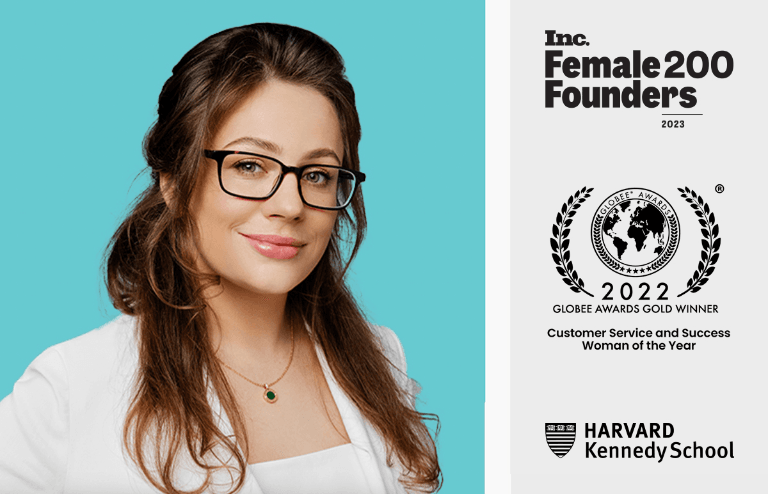 Inc.
Female 200
Founders
2023
GLOBEE® AWARDS
®
2022
GLOBEE AWARDS GOLD WINNER
Customer Service and Success
Woman of the Year
HARVARD
Kennedy School